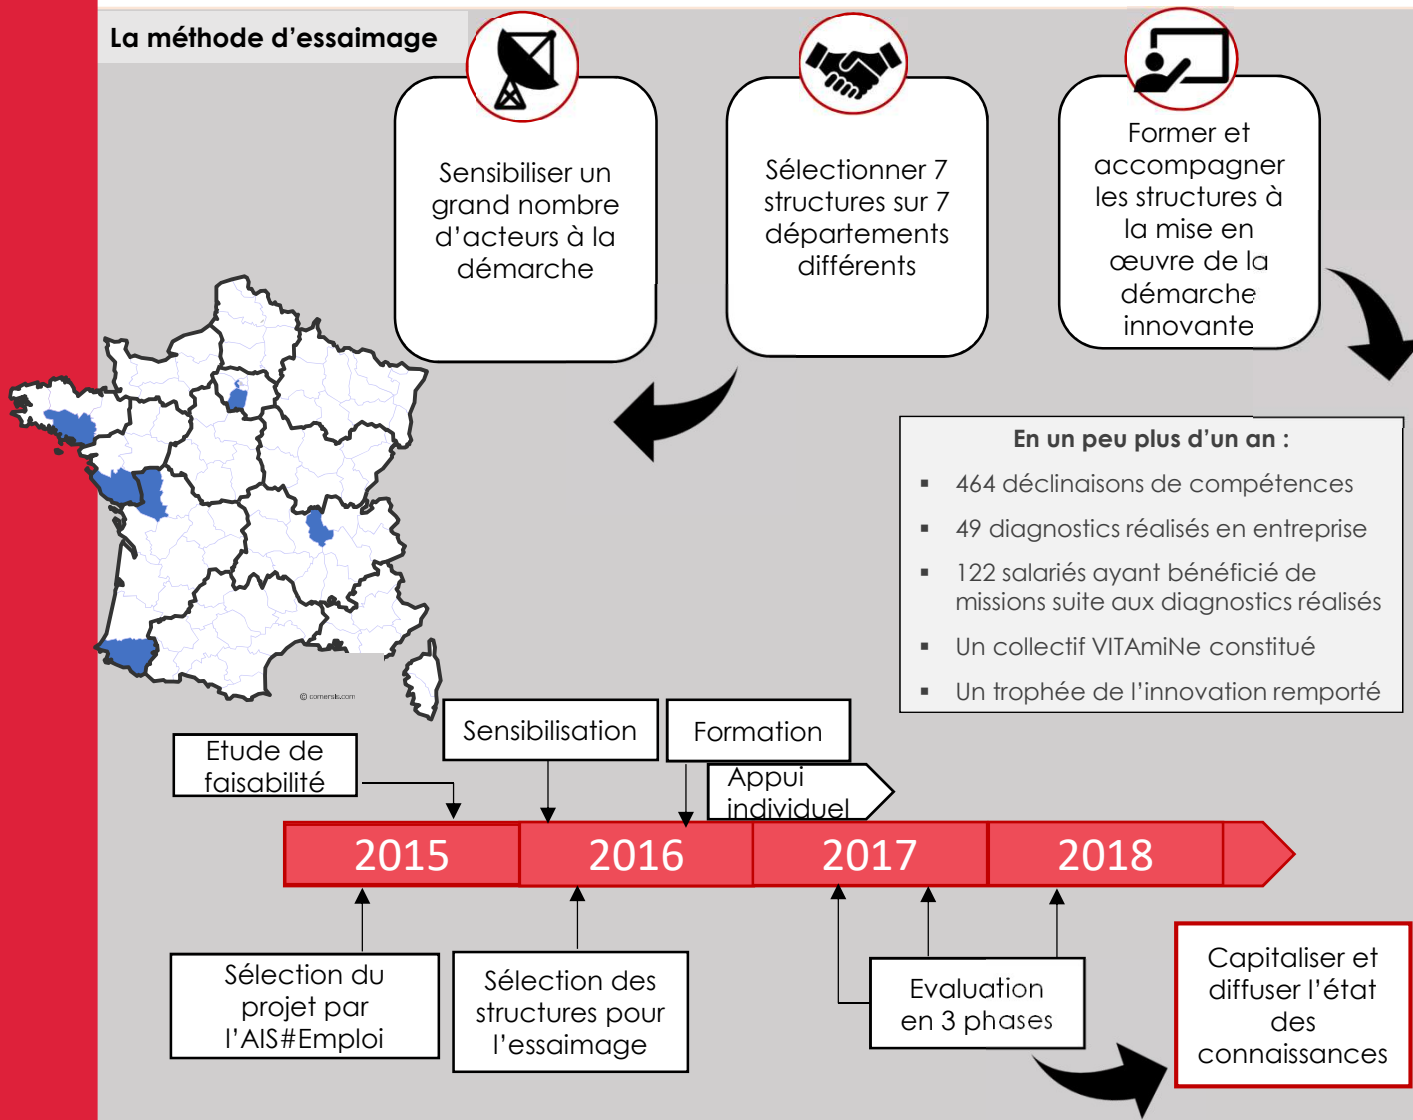 La méthode d'essaimage
Sensibiliser un
grand nombre
d'acteurs à la
démarche
Sélectionner 7
structures sur 7
départements
différents
Former et
accompagner
les structures à
la mise en
œuvre de la
démarche
innovante
En un peu plus d'un an :
▪ 464 déclinaisons de compétences
▪ 49 diagnostics réalisés en entreprise
▪ 122 salariés ayant bénéficié de
missions suite aux diagnostics réalisés
▪ Un collectif VITAmiNe constitué
▪ Un trophée de l'innovation remporté
© comersis.com
Etude de
faisabilité
Sensibilisation
Formation
Appui
individuel
2015
2016
2017
2018
Sélection du
projet par
l'AIS#Emploi
Sélection des
structures pour
l'essaimage
Evaluation
en 3 phases
Capitaliser et
diffuser l'état
des
connaissances